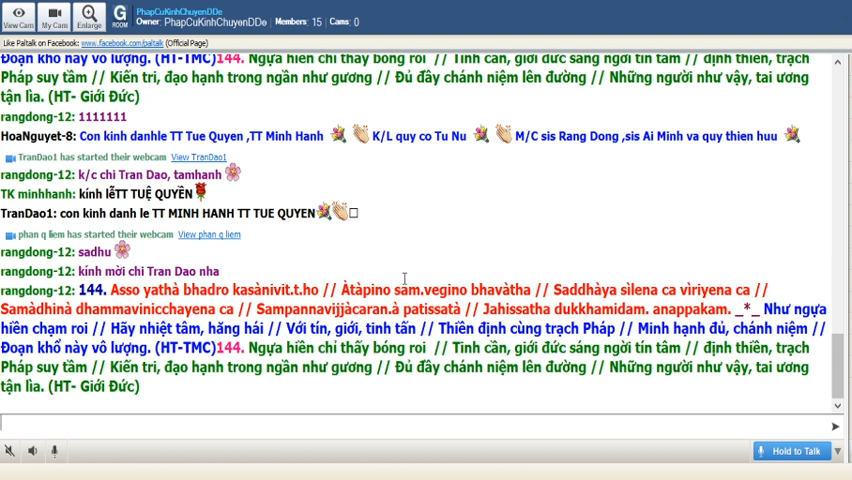 PhapCuKinhChuyenDDe
Owner: PhapCuKinhChuyenDDe Members: 15 Cams: 0
View Cam My Cam Enlarge G ROOM
Like Paltalk on Facebook: www.facebook.com/paltalk (Official Page)
Đoạn khổ này vô lượng. (HT-TMC)144. Ngựa hiền chỉ thấy bóng roi // Tinh cần, giới đức sáng ngời tín tâm // định thiền, trạch
Pháp suy tầm // Kiến tri, đạo hạnh trong ngần như gương // Đủ đầy chánh niệm lên đường // Những người như vậy, tai ương
tận lìa. (HT- Giới Đức)
rangdong-12: 1111111
HoaNguyet-8: Con kinh danhle TT Tue Quyen ,TT Minh Hanh K/L quy co Tu Nu M/C sis Rang Dong ,sis Ai Minh va quy thien huu
TranDao1 has started their webcam View TranDao1
rangdong-12: k/c chi Tran Dao, tamhanh
TK minhhanh: kính lễTT TUỆ QUYỀN
TranDao1: con kinh danh le TT MINH HANH TT TUE QUYEN
phan q liem has started their webcam View phan q liem
rangdong-12: sadhu
rangdong-12: kính mời chi Tran Dao nha
rangdong-12: 144. Asso yathà bhadro kasànivit.t.ho // Àtàpino sam.vegino bhavàtha // Saddhàya sìlena ca vìriyena ca //
Samàdhinà dhammavinicchayena ca // Sampannavijjàcaran.à patissatà // Jahissatha dukkhamidam. anappakam. _*_ Như ngựa
hiền chạm roi // Hãy nhiệt tâm, hăng hái // Với tín, giới, tinh tấn // Thiền định cùng trạch Pháp // Minh hạnh đủ, chánh niệm //
Đoạn khổ này vô lượng. (HT-TMC)144. Ngựa hiền chỉ thấy bóng roi // Tinh cần, giới đức sáng ngời tín tâm // định thiền, trạch
Pháp suy tầm // Kiến tri, đạo hạnh trong ngần như gương // Đủ đầy chánh niệm lên đường // Những người như vậy, tai ương
tận lìa. (HT- Giới Đức)
Hold to Talk